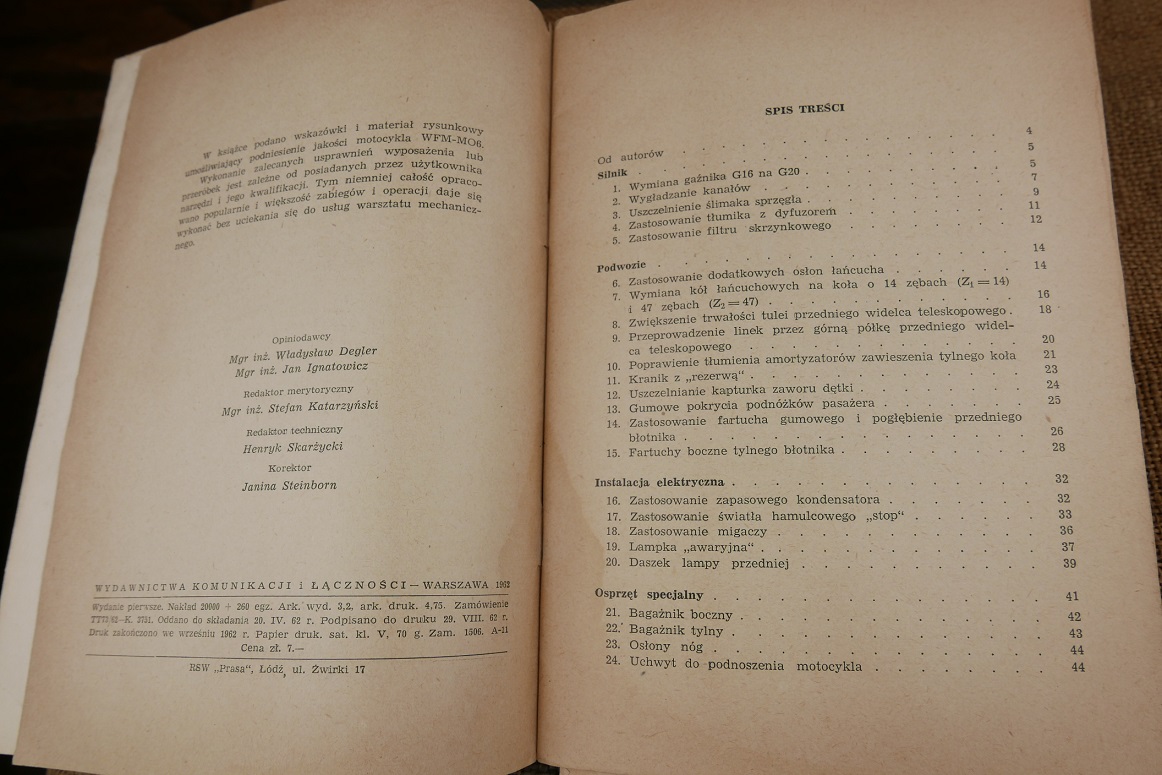 W książce podano wskazówki i materiał rysunkowy
umożliwiający podniesienie jakości motocykla WFM-MO6.
Wykonanie zalecanych usprawnień wyposażenia lub
przeróbek jest zależne od posiadanych przez użytkownika
narzędzi i jego kwalifikacji. Tym niemniej całość opraco-
wano popularnie i większość zabiegów i operacji daje się
wykonać bez uciekania się do usług warsztatu mechanicz-
nego.
Opiniodawcy
Mgr inż. Władysław Degler
Mgr inż. Jan Ignatowicz
Redaktor merytoryczny
Mgr inż. Stefan Katarzyński
Redaktor techniczny
Henryk Skarżycki
Korektor
Janina Steinborn
WYDAWNICTWA KOMUNIKACJI i ŁĄCZNOŚCI — WARSZAWA 1962
Wydanie pierwsze. Nakład 20000 + 260 egz. Ark. wyd. 3,2, ark. druk. 4,75. Zamówienie
TT73/62—K. 3731. Oddano do składania 20. IV. 62 r. Podpisano do druku 29. VIII. 62 r.
Druk zakończono we wrześniu 1962 r. Papier druk. sat. kl. V, 70 g. Zam. 1506. A-11
Cena zł. 7.—
RSW „Prasa", Łódź, ul. Żwirki 17
SPIS TREŚCI
Od autorów . . . . . . . . . . . 4
Silnik . . . . . . . . . . . . 5
1. Wymiana gaźnika G16 na G20 . . . . . . . 5
2. Wygładzanie kanałów . . . . . . . . . 7
3. Uszczelnienie ślimaka sprzęgła . . . . . . . 9
4. Zastosowanie tłumika z dyfuzorem . . . . . . 11
5. Zastosowanie filtru skrzynkowego . . . . . . 12
Podwozie . . . . . . . . . . . . 14
6. Zastosowanie dodatkowych osłon łańcucha . . . . . 14
7. Wymiana kół łańcuchowych na koła o 14 zębach (Z₁ = 14)
i 47 zębach (Z₂ = 47) . . . . . . . . . 16
8. Zwiększenie trwałości tulei przedniego widelca teleskopowego . 18
9. Przeprowadzenie linek przez górną półkę przedniego widel-
ca teleskopowego . . . . . . . . . . 20
10. Poprawienie tłumienia amortyzatorów zawieszenia tylnego koła 21
11. Kranik z „rezerwą" . . . . . . . . . . 23
12. Uszczelnianie kapturka zaworu dętki . . . . . . 24
13. Gumowe pokrycia podnóżków pasażera . . . . . . 25
14. Zastosowanie fartucha gumowego i pogłębienie przedniego
błotnika . . . . . . . . . . . . . 26
15. Fartuchy boczne tylnego błotnika . . . . . . . 28
Instalacja elektryczna . . . . . . . . . . . 32
16. Zastosowanie zapasowego kondensatora . . . . . . 32
17. Zastosowanie światła hamulcowego „stop" . . . . . . 33
18. Zastosowanie migaczy . . . . . . . . . 36
19. Lampka „awaryjna" . . . . . . . . . . 37
20. Daszek lampy przedniej . . . . . . . . . 39
Osprzęt specjalny . . . . . . . . . . . 41
21. Bagażnik boczny . . . . . . . . . . 42
22. Bagażnik tylny . . . . . . . . . . . 43
23. Osłony nóg . . . . . . . . . . . 44
24. Uchwyt do podnoszenia motocykla . . . . . . . 44